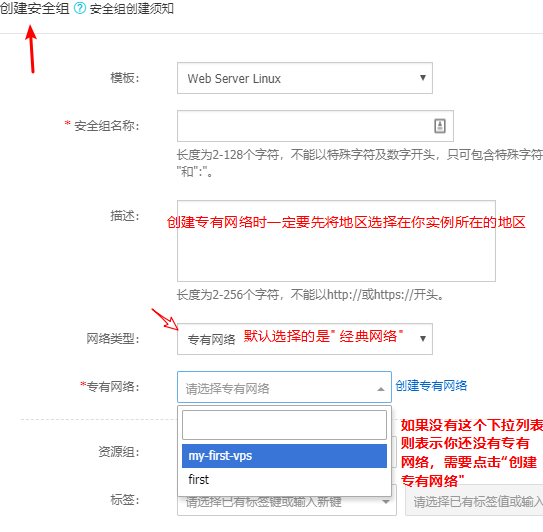 创建安全组 ? 安全组创建须知
模板：
Web Server Linux
* 安全组名称：
长度为2-128个字符，不能以特殊字符及数字开头，只可包含特殊字符
"和":"。
描述：
创建专有网络时一定要先将地区选择在你实例所在的地区
长度为2-256个字符，不能以http://或https://开头。
网络类型：
专有网络 默认选择的是" 经典网络"
*专有网络：
请选择专有网络
创建专有网络
my-first-vps
first
如果没有这个下拉列表
则表示你还没有专有
网络，需要点击“创建
专有网络"
资源组：
标签：
请选择已有标签键或输入新键
请选择已有标签值或输入新